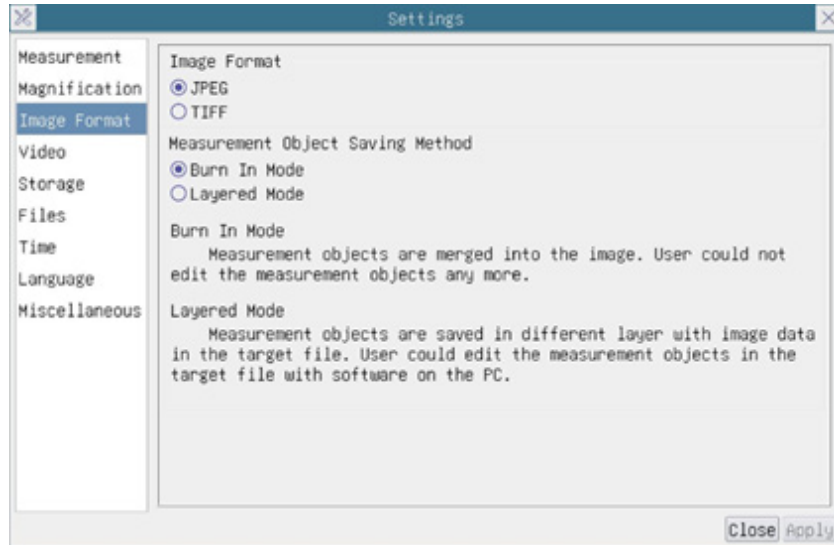 Settings
Measurement
Magnification
Image Format
Video
Storage
Files
Time
Language
Miscellaneous
Image Format
JPEG
TIFF
Measurement Object Saving Method
Burn In Mode
Layered Mode
Burn In Mode
Measurement objects are merged into the image. User could not
edit the measurement objects any more.
Layered Mode
Measurement objects are saved in different layer with image data
in the target file. User could edit the measurement objects in the
target file with software on the PC.
Close Apply